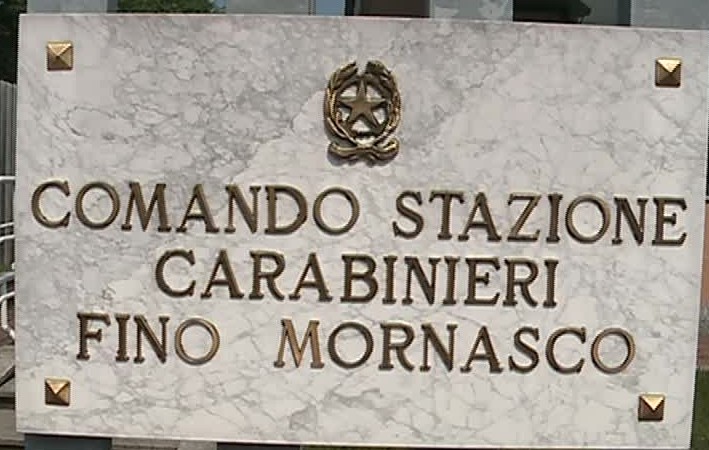 COMANDO STAZIONE
CARABINIERI
FINO MORNASCO